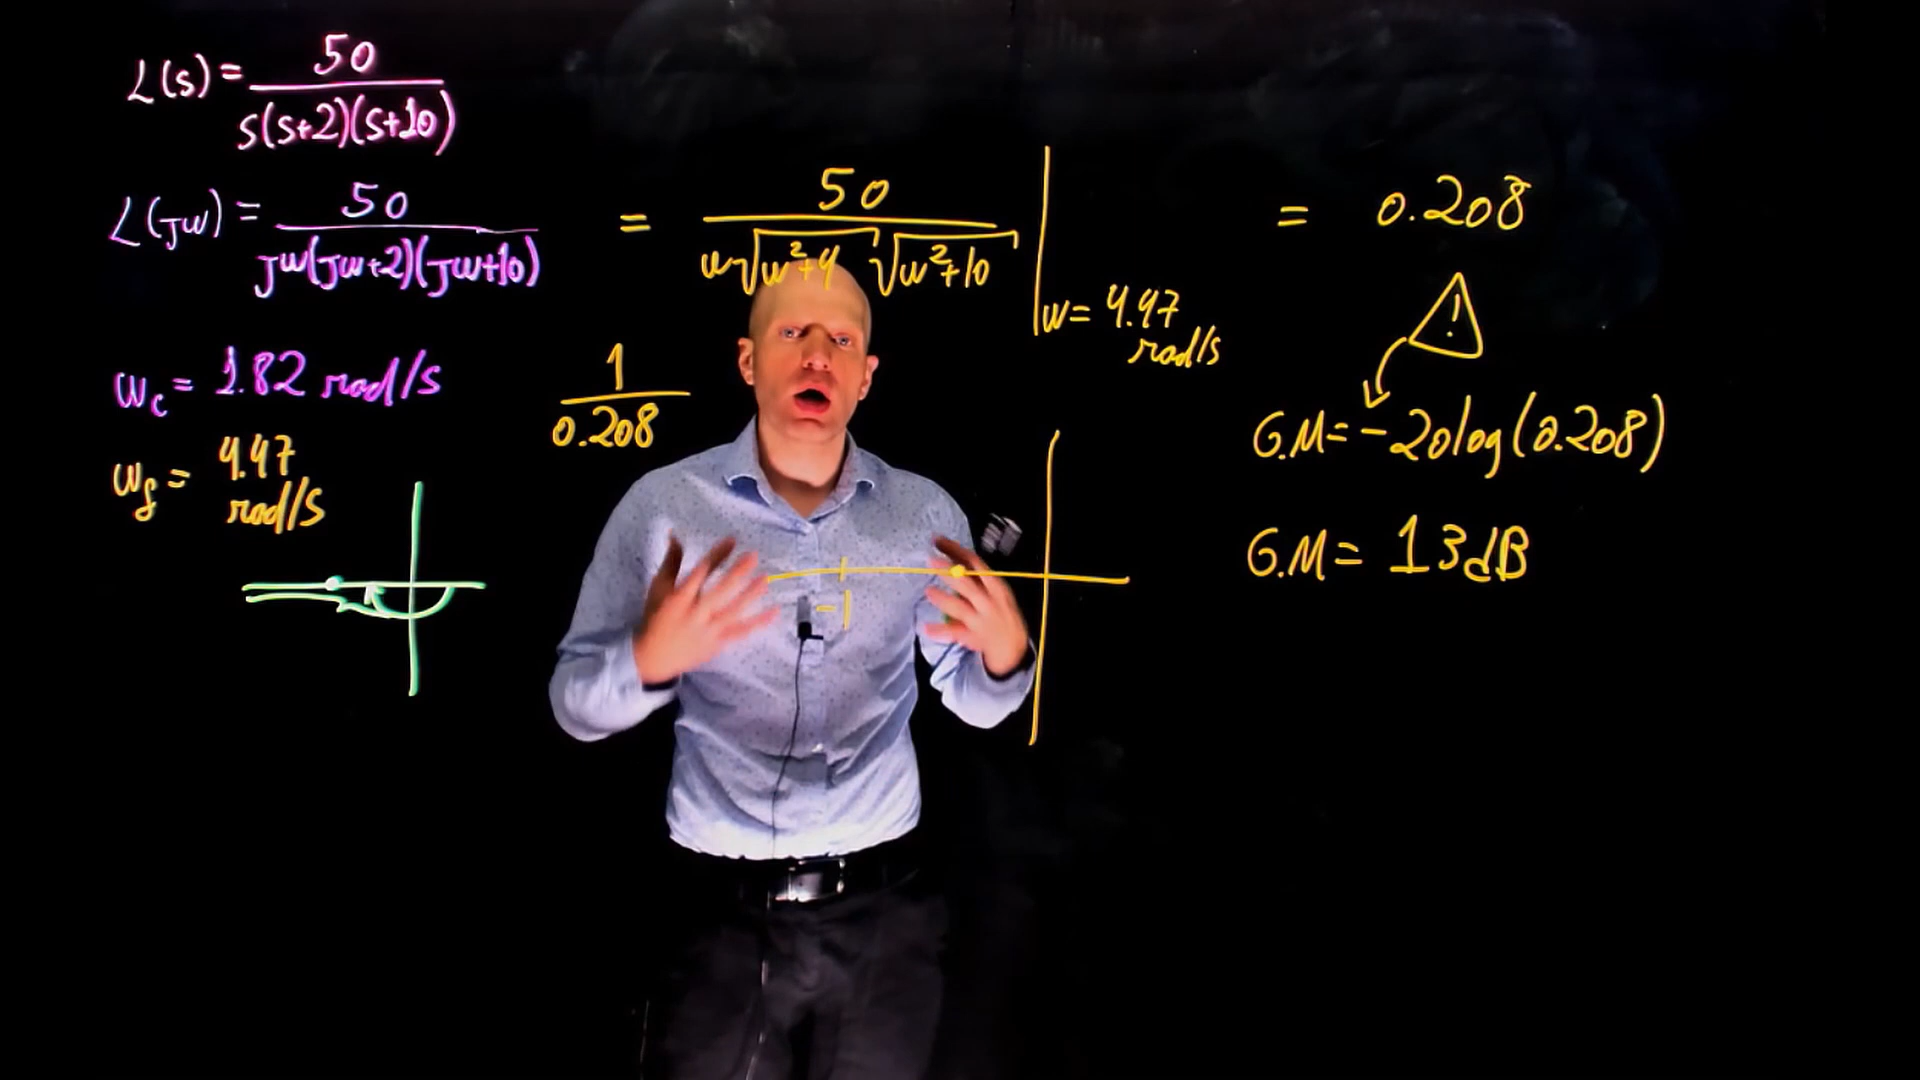 L(s) = 50 / s(s+2)(s+10)
L(jw) = 50 / jw(jw+2)(jw+10) = 50 / w√(w²+4) √(w²+10) | w = 4.47 rad/s = 0.208
!
wc = 1.82 rad/s
1 / 0.208
G.M = -20log(0.208)
wf = 4.47 rad/s
G.M = 13dB
-1